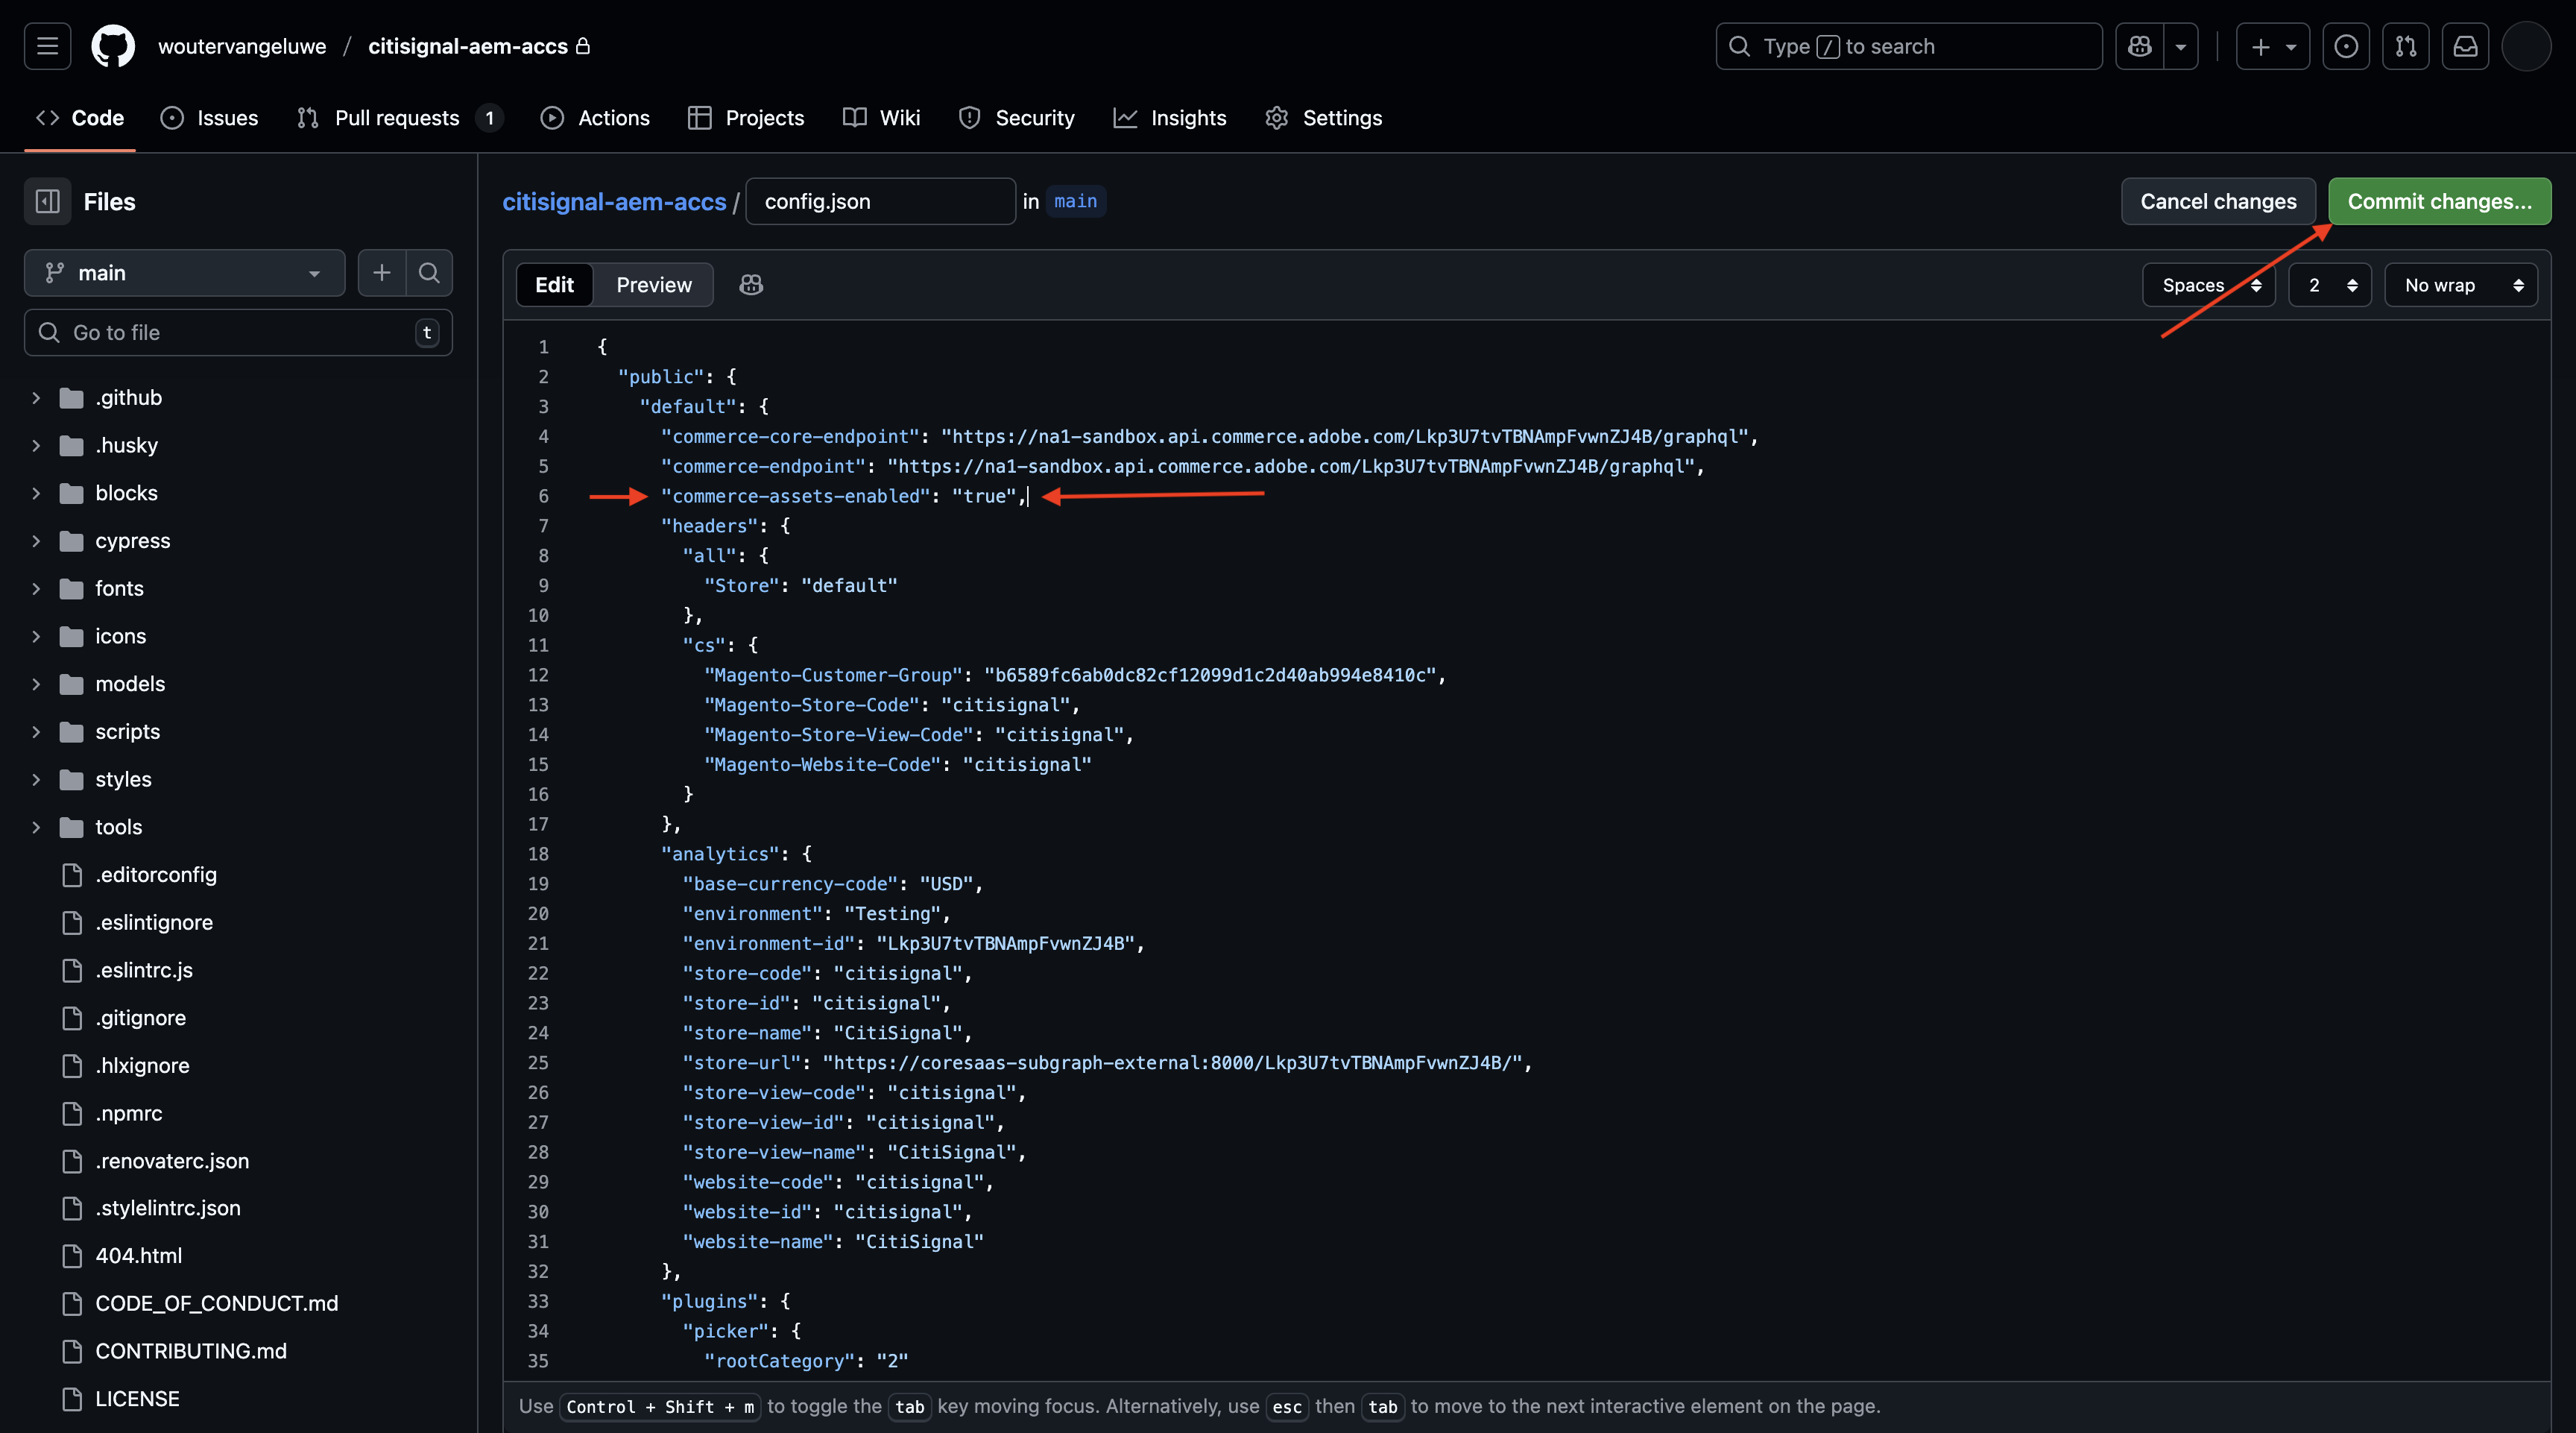 woutervangeluwe / citisignal-aem-accs
Type / to search
Code
Issues
Pull requests 1
Actions
Projects
Wiki
Security
Insights
Settings
Files
citisignal-aem-accs / config.json in main
Cancel changes
Commit changes...
main
Go to file t
Edit
Preview
Spaces
2
No wrap
.github
.husky
blocks
cypress
fonts
icons
models
scripts
styles
tools
.editorconfig
.eslintignore
.eslintrc.js
.gitignore
.hlxignore
.npmrc
.renovaterc.json
.stylelintrc.json
404.html
CODE_OF_CONDUCT.md
CONTRIBUTING.md
LICENSE
1 {
2 "public": {
3 "default": {
4 "commerce-core-endpoint": "https://na1-sandbox.api.commerce.adobe.com/Lkp3U7tvTBNAmpFvwnZJ4B/graphql",
5 "commerce-endpoint": "https://na1-sandbox.api.commerce.adobe.com/Lkp3U7tvTBNAmpFvwnZJ4B/graphql",
6 "commerce-assets-enabled": "true",
7 "headers": {
8 "all": {
9 "Store": "default"
10 },
11 "cs": {
12 "Magento-Customer-Group": "b6589fc6ab0dc82cf12099d1c2d40ab994e8410c",
13 "Magento-Store-Code": "citisignal",
14 "Magento-Store-View-Code": "citisignal",
15 "Magento-Website-Code": "citisignal"
16 }
17 },
18 "analytics": {
19 "base-currency-code": "USD",
20 "environment": "Testing",
21 "environment-id": "Lkp3U7tvTBNAmpFvwnZJ4B",
22 "store-code": "citisignal",
23 "store-id": "citisignal",
24 "store-name": "CitiSignal",
25 "store-url": "https://coresaas-subgraph-external:8000/Lkp3U7tvTBNAmpFvwnZJ4B/",
26 "store-view-code": "citisignal",
27 "store-view-id": "citisignal",
28 "store-view-name": "CitiSignal",
29 "website-code": "citisignal",
30 "website-id": "citisignal",
31 "website-name": "CitiSignal"
32 },
33 "plugins": {
34 "picker": {
35 "rootCategory": "2"
Use Control + Shift + m to toggle the tab key moving focus. Alternatively, use esc then tab to move to the next interactive element on the page.